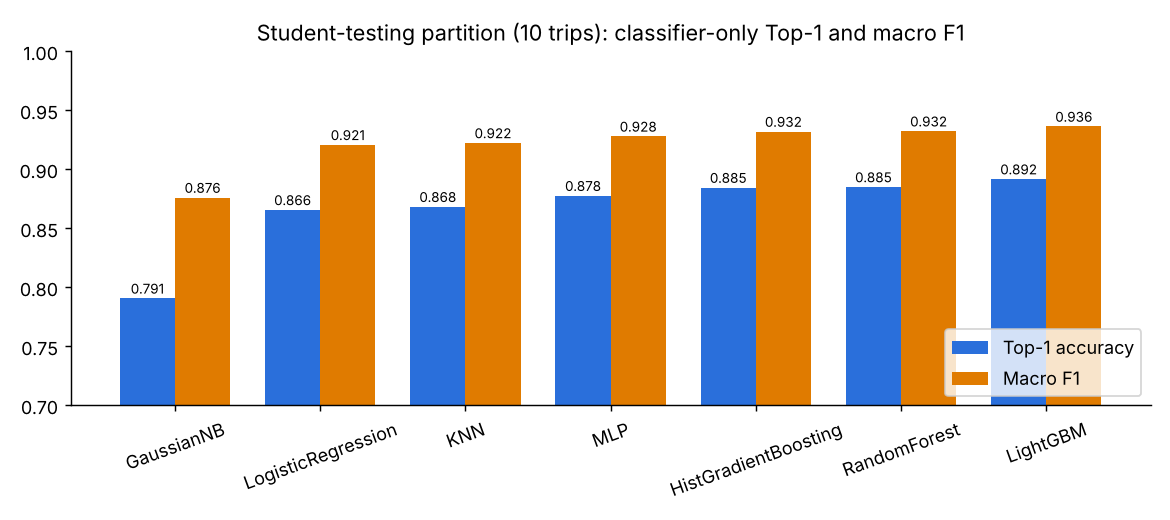 Student-testing partition (10 trips): classifier-only Top-1 and macro F1
1.00
0.95
0.90
0.85
0.80
0.75
0.70
0.791
0.876
0.866
0.921
0.868
0.922
0.878
0.928
0.885
0.932
0.885
0.932
0.892
0.936
Top-1 accuracy
Macro F1
GaussianNB
LogisticRegression
KNN
MLP
HistGradientBoosting
RandomForest
LightGBM